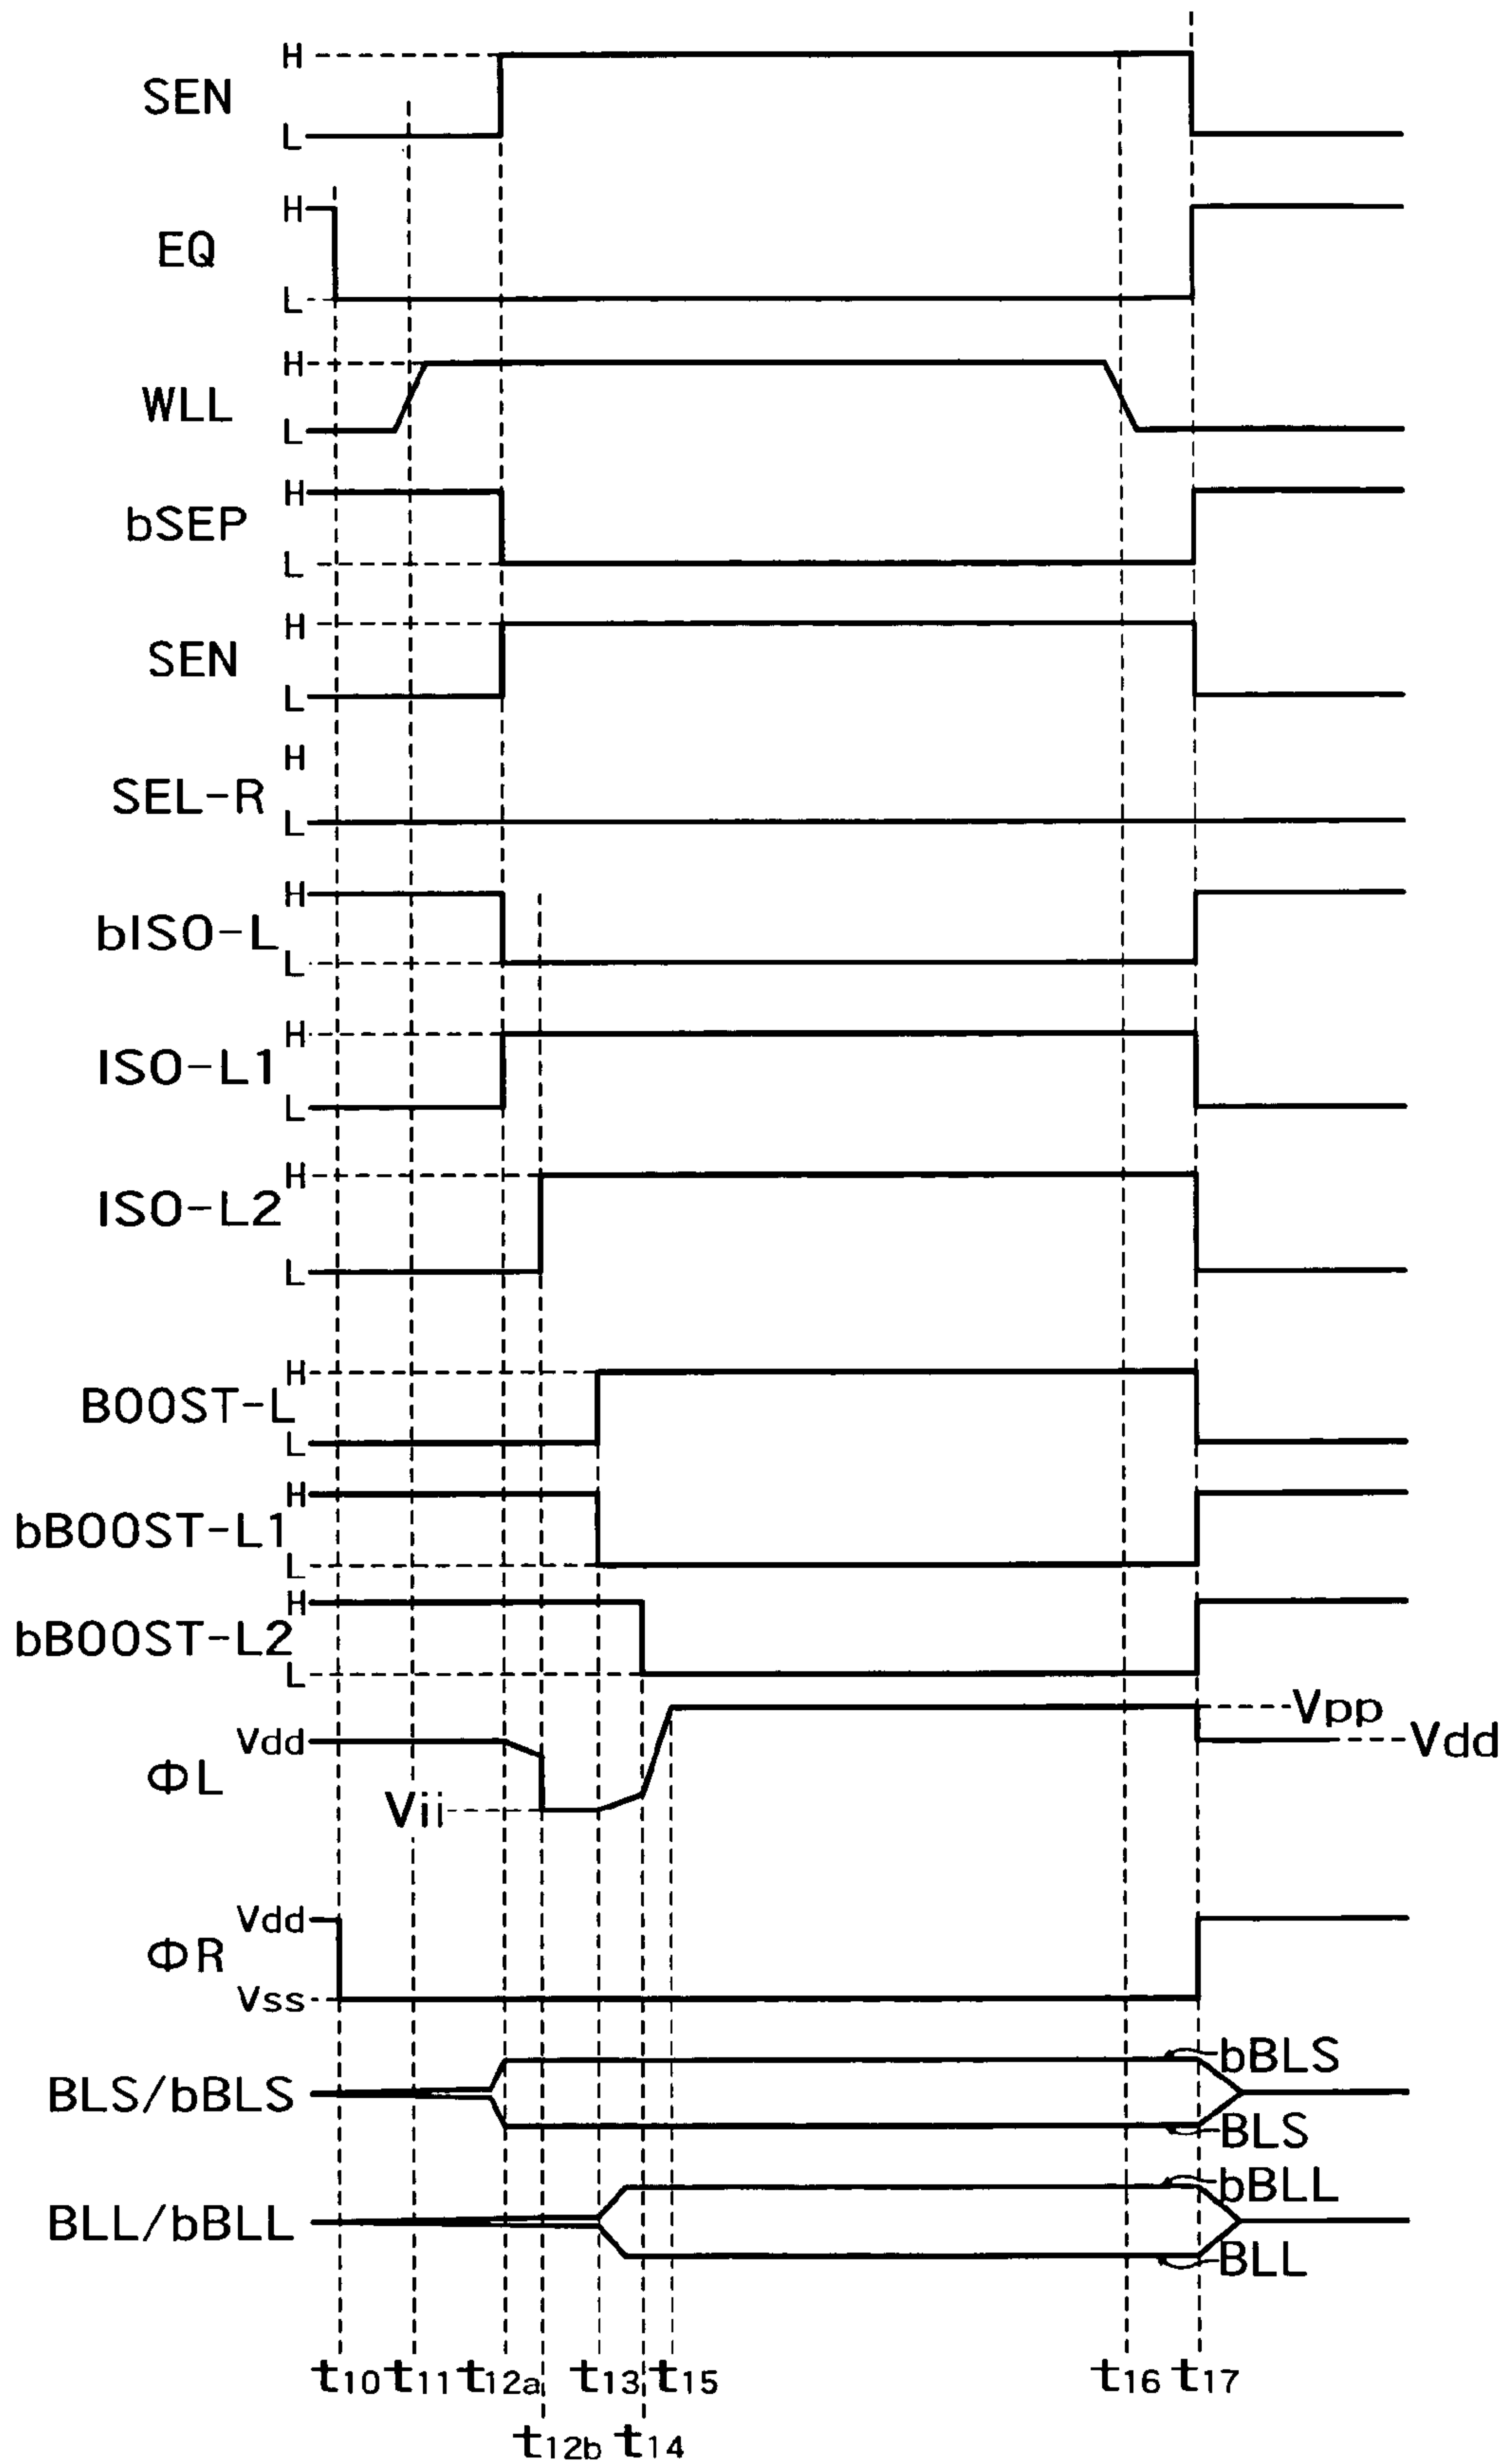 H
SEN
L
H
EQ
L
H
WLL
L
H
bSEP
L
H
SEN
L
H
SEL-R
L
H
bISO-L
L
H
ISO-L1
L
H
ISO-L2
L
H
BOOST-L
L
H
bBOOST-L1
L
H
bBOOST-L2
L
Vpp
Vdd Vdd
ΦL
Vii
Vdd
ΦR
Vss
bBLS
BLS/bBLS
BLS
bBLL
BLL/bBLL
BLL
t10 t11 t12a t13 t15 t16 t17
t12b t14